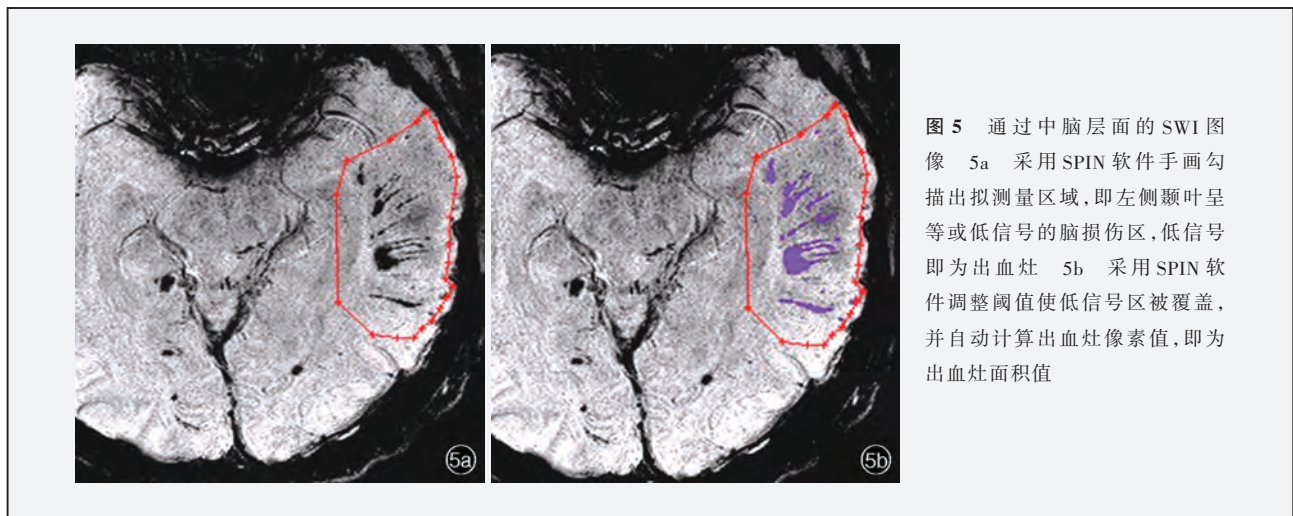 5a
5b
图 5 通过中脑层面的 SWI 图
像 5a 采用 SPIN 软件手画勾
描出拟测量区域,即左侧颞叶呈
等或低信号的脑损伤区,低信号
即为出血灶 5b 采用 SPIN 软
件调整阈值使低信号区被覆盖,
并自动计算出血灶像素值,即为
出血灶面积值